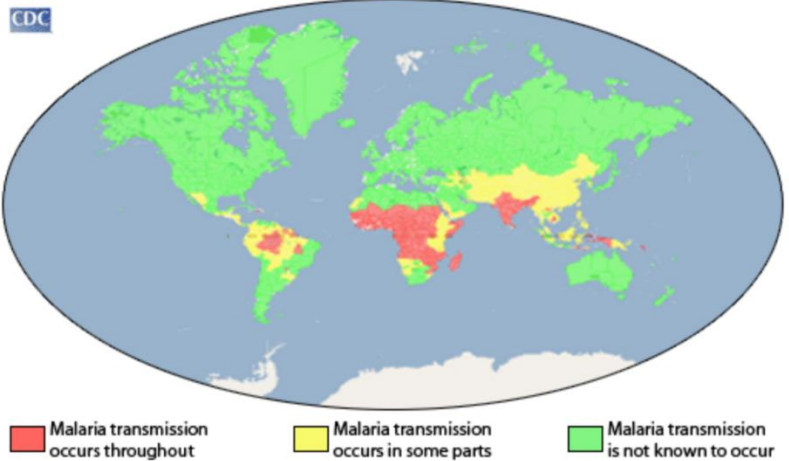 CDC
Malaria transmission
occurs throughout
Malaria transmission
occurs in some parts
Malaria transmission
is not known to occur